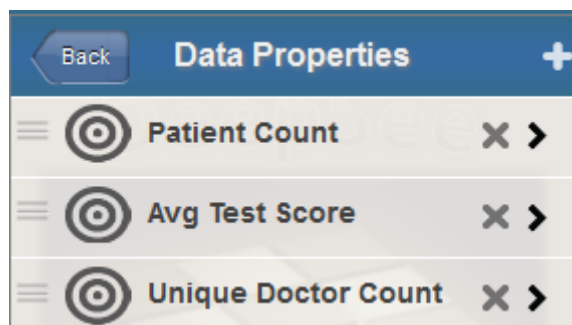 Back Data Properties +
Patient Count
Avg Test Score
Unique Doctor Count